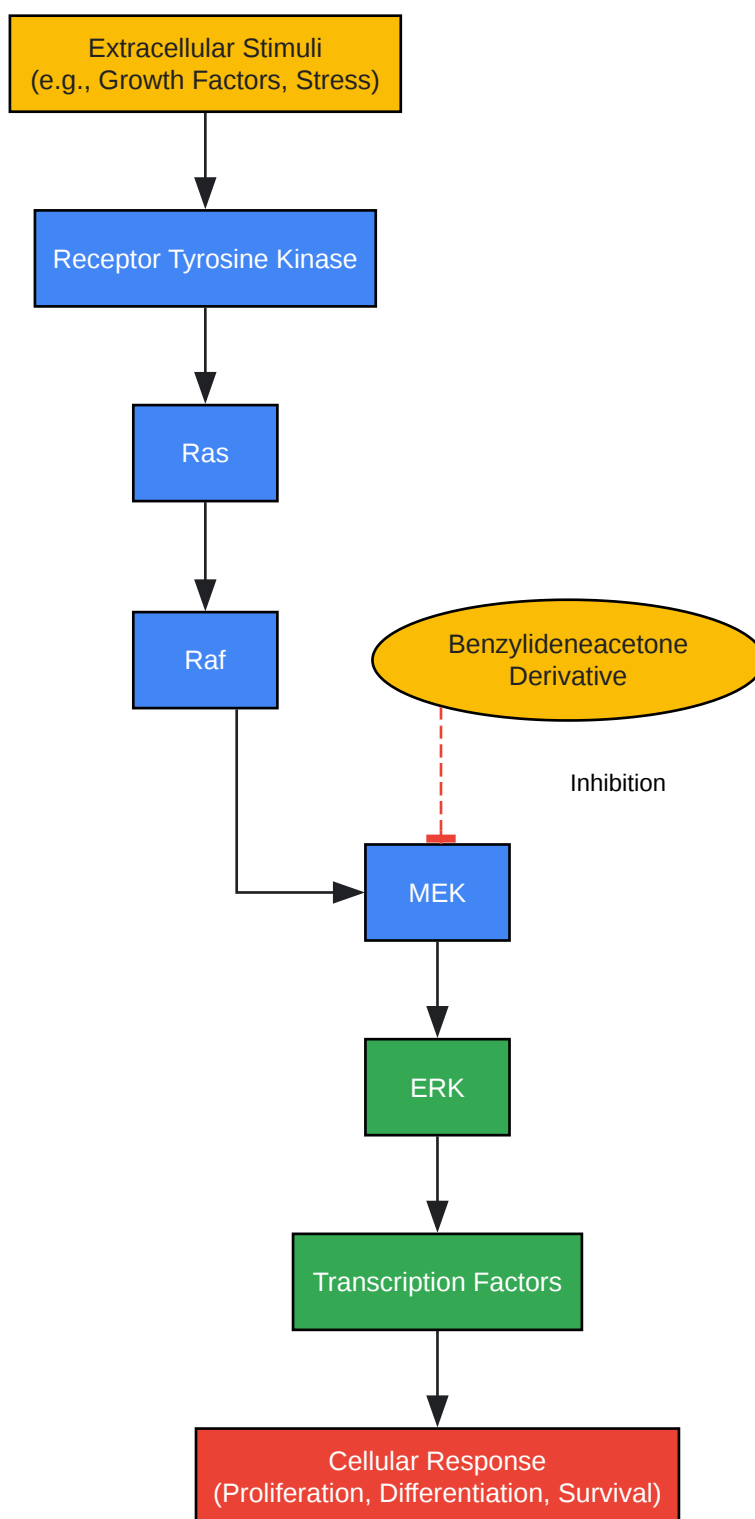 Extracellular Stimuli
(e.g., Growth Factors, Stress)
Receptor Tyrosine Kinase
Ras
Raf
Benzylideneacetone
Derivative
Inhibition
MEK
ERK
Transcription Factors
Cellular Response
(Proliferation, Differentiation, Survival)